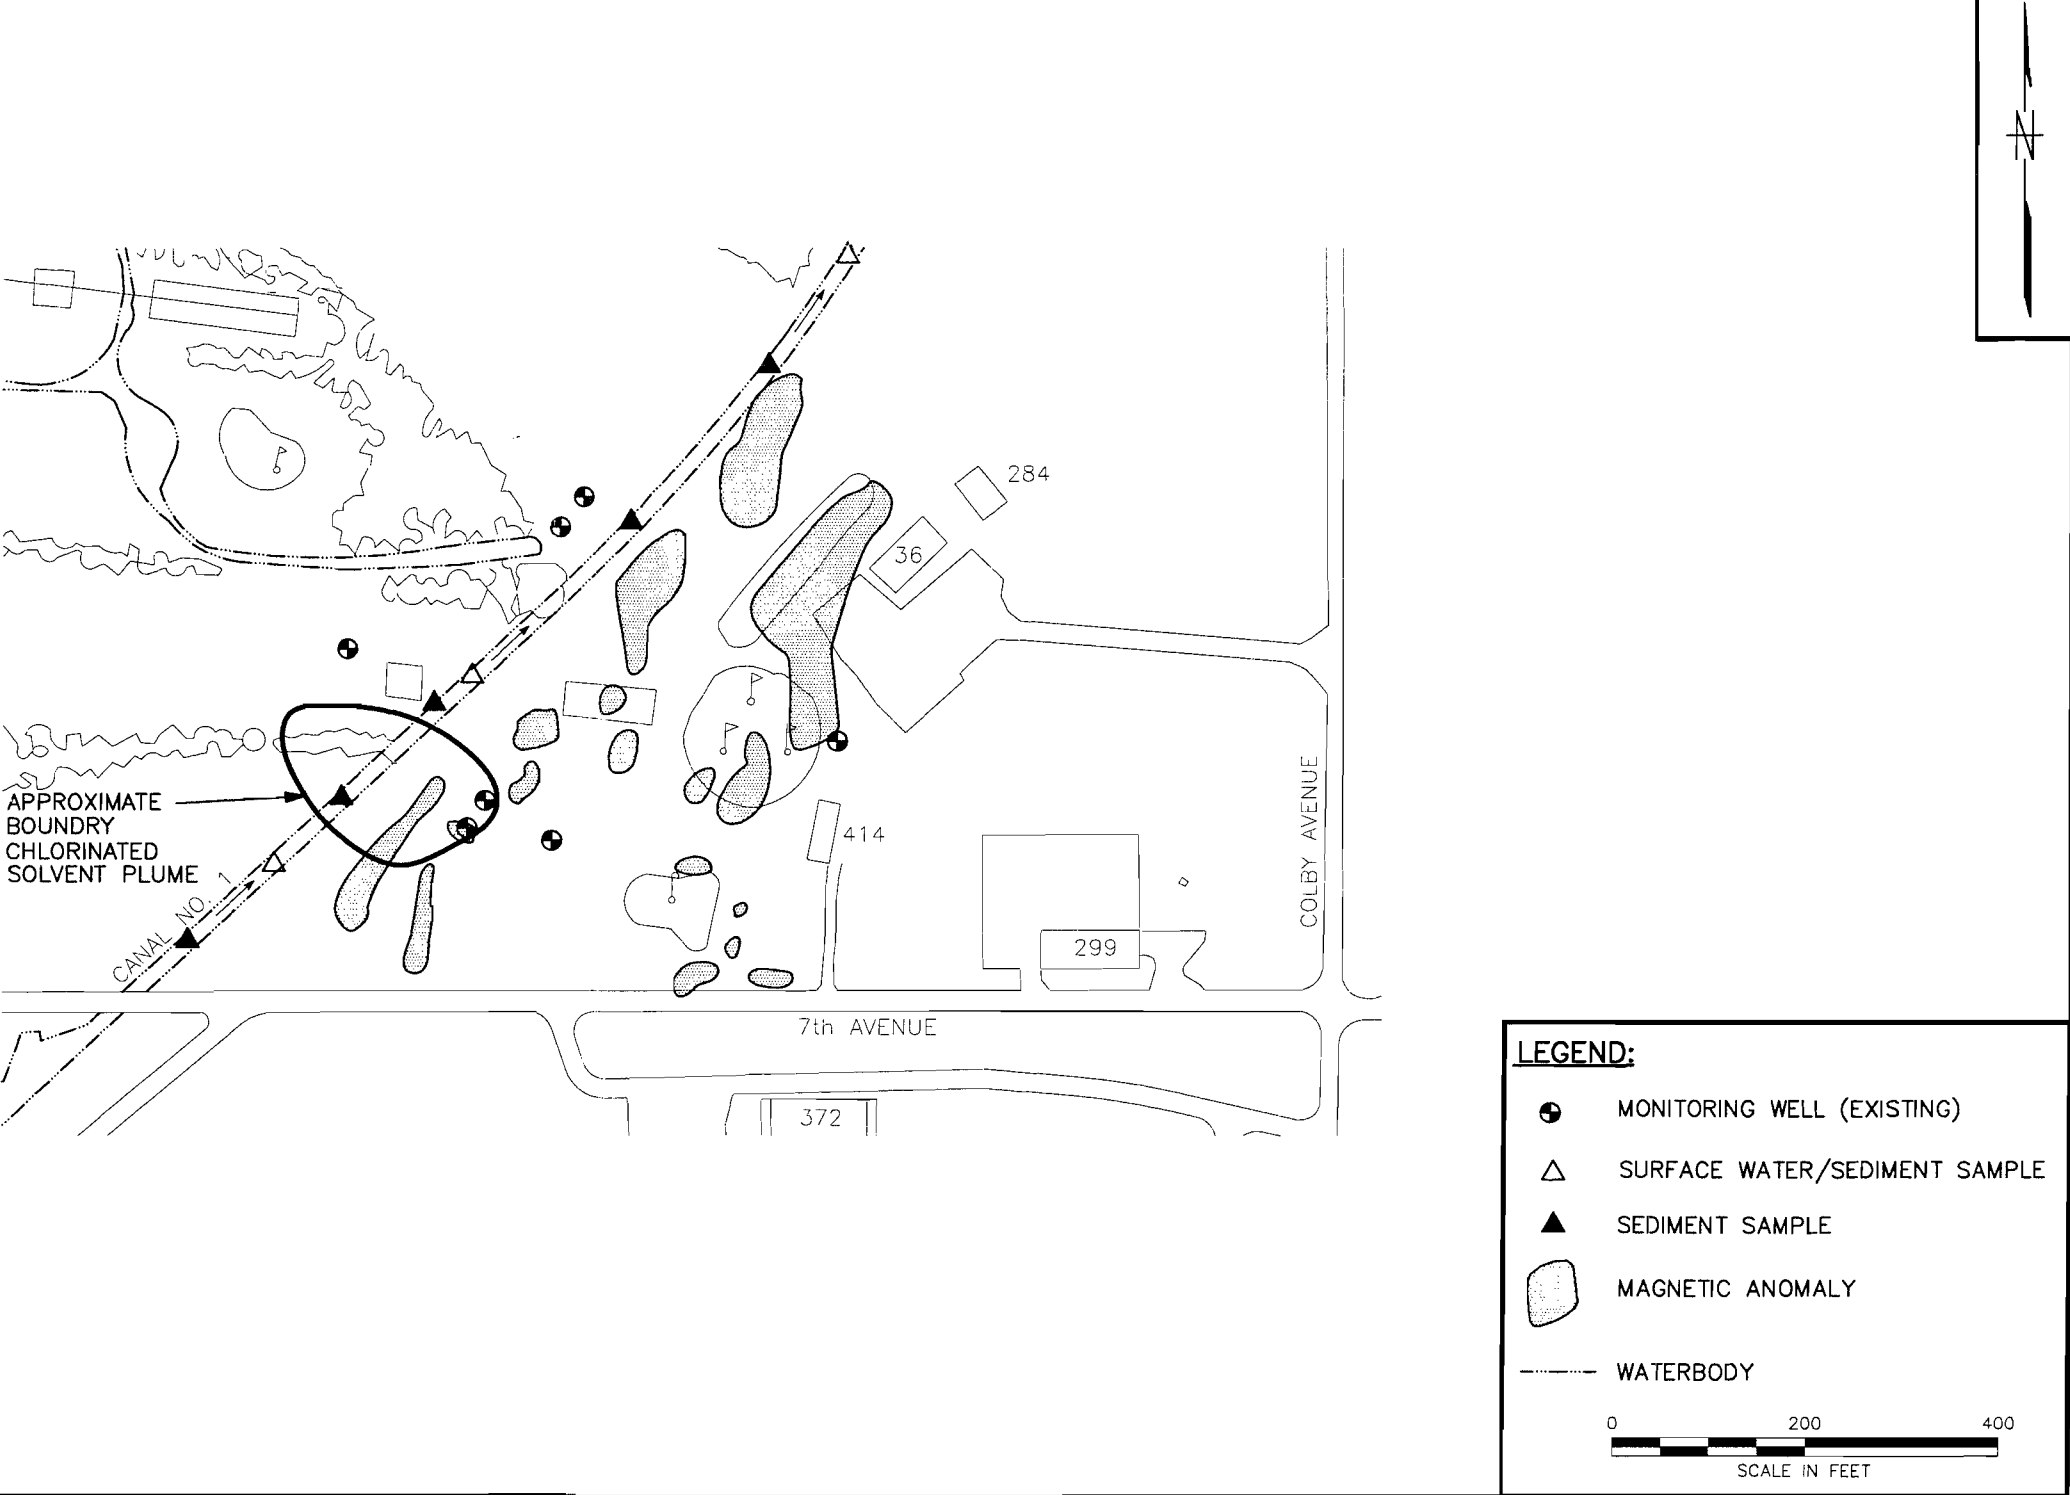 N
284
36
APPROXIMATE
BOUNDRY
CHLORINATED
SOLVENT PLUME
CANAL NO. 1
414
COLBY AVENUE
299
7th AVENUE
372
LEGEND:
MONITORING WELL (EXISTING)
SURFACE WATER/SEDIMENT SAMPLE
SEDIMENT SAMPLE
MAGNETIC ANOMALY
WATERBODY
0 200 400
SCALE IN FEET